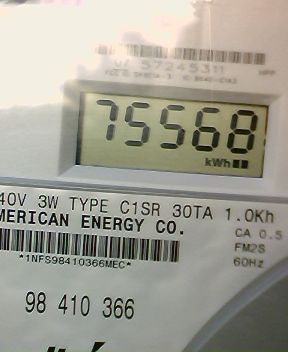 57245311
75568
kWh
40V 3W TYPE C1SR 30TA 1.0Kh
MERICAN ENERGY CO.
CA 0.5
FM2S
*1NFS98410366MEC*
60Hz
98 410 366